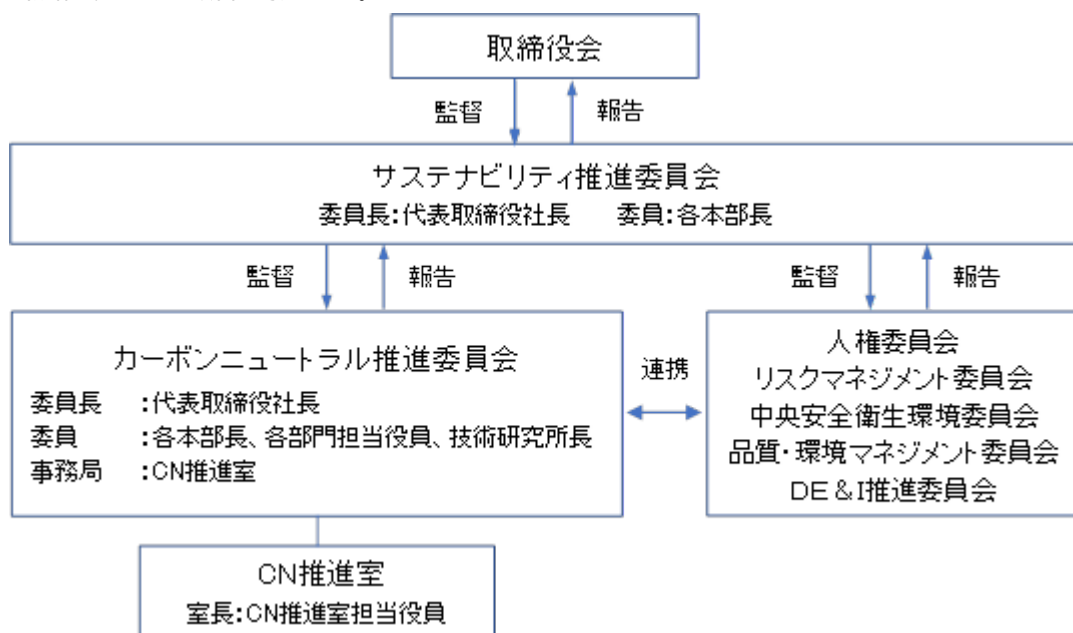 取締役会
監督
報告
サステナビリティ推進委員会
委員長:代表取締役社長 委員:各本部長
監督
報告
監督
報告
カーボンニュートラル推進委員会
委員長 :代表取締役社長
委員 :各本部長、各部門担当役員、技術研究所長
事務局 :CN推進室
連携
人権委員会
リスクマネジメント委員会
中央安全衛生環境委員会
品質・環境マネジメント委員会
DE&I推進委員会
CN推進室
室長:CN推進室担当役員